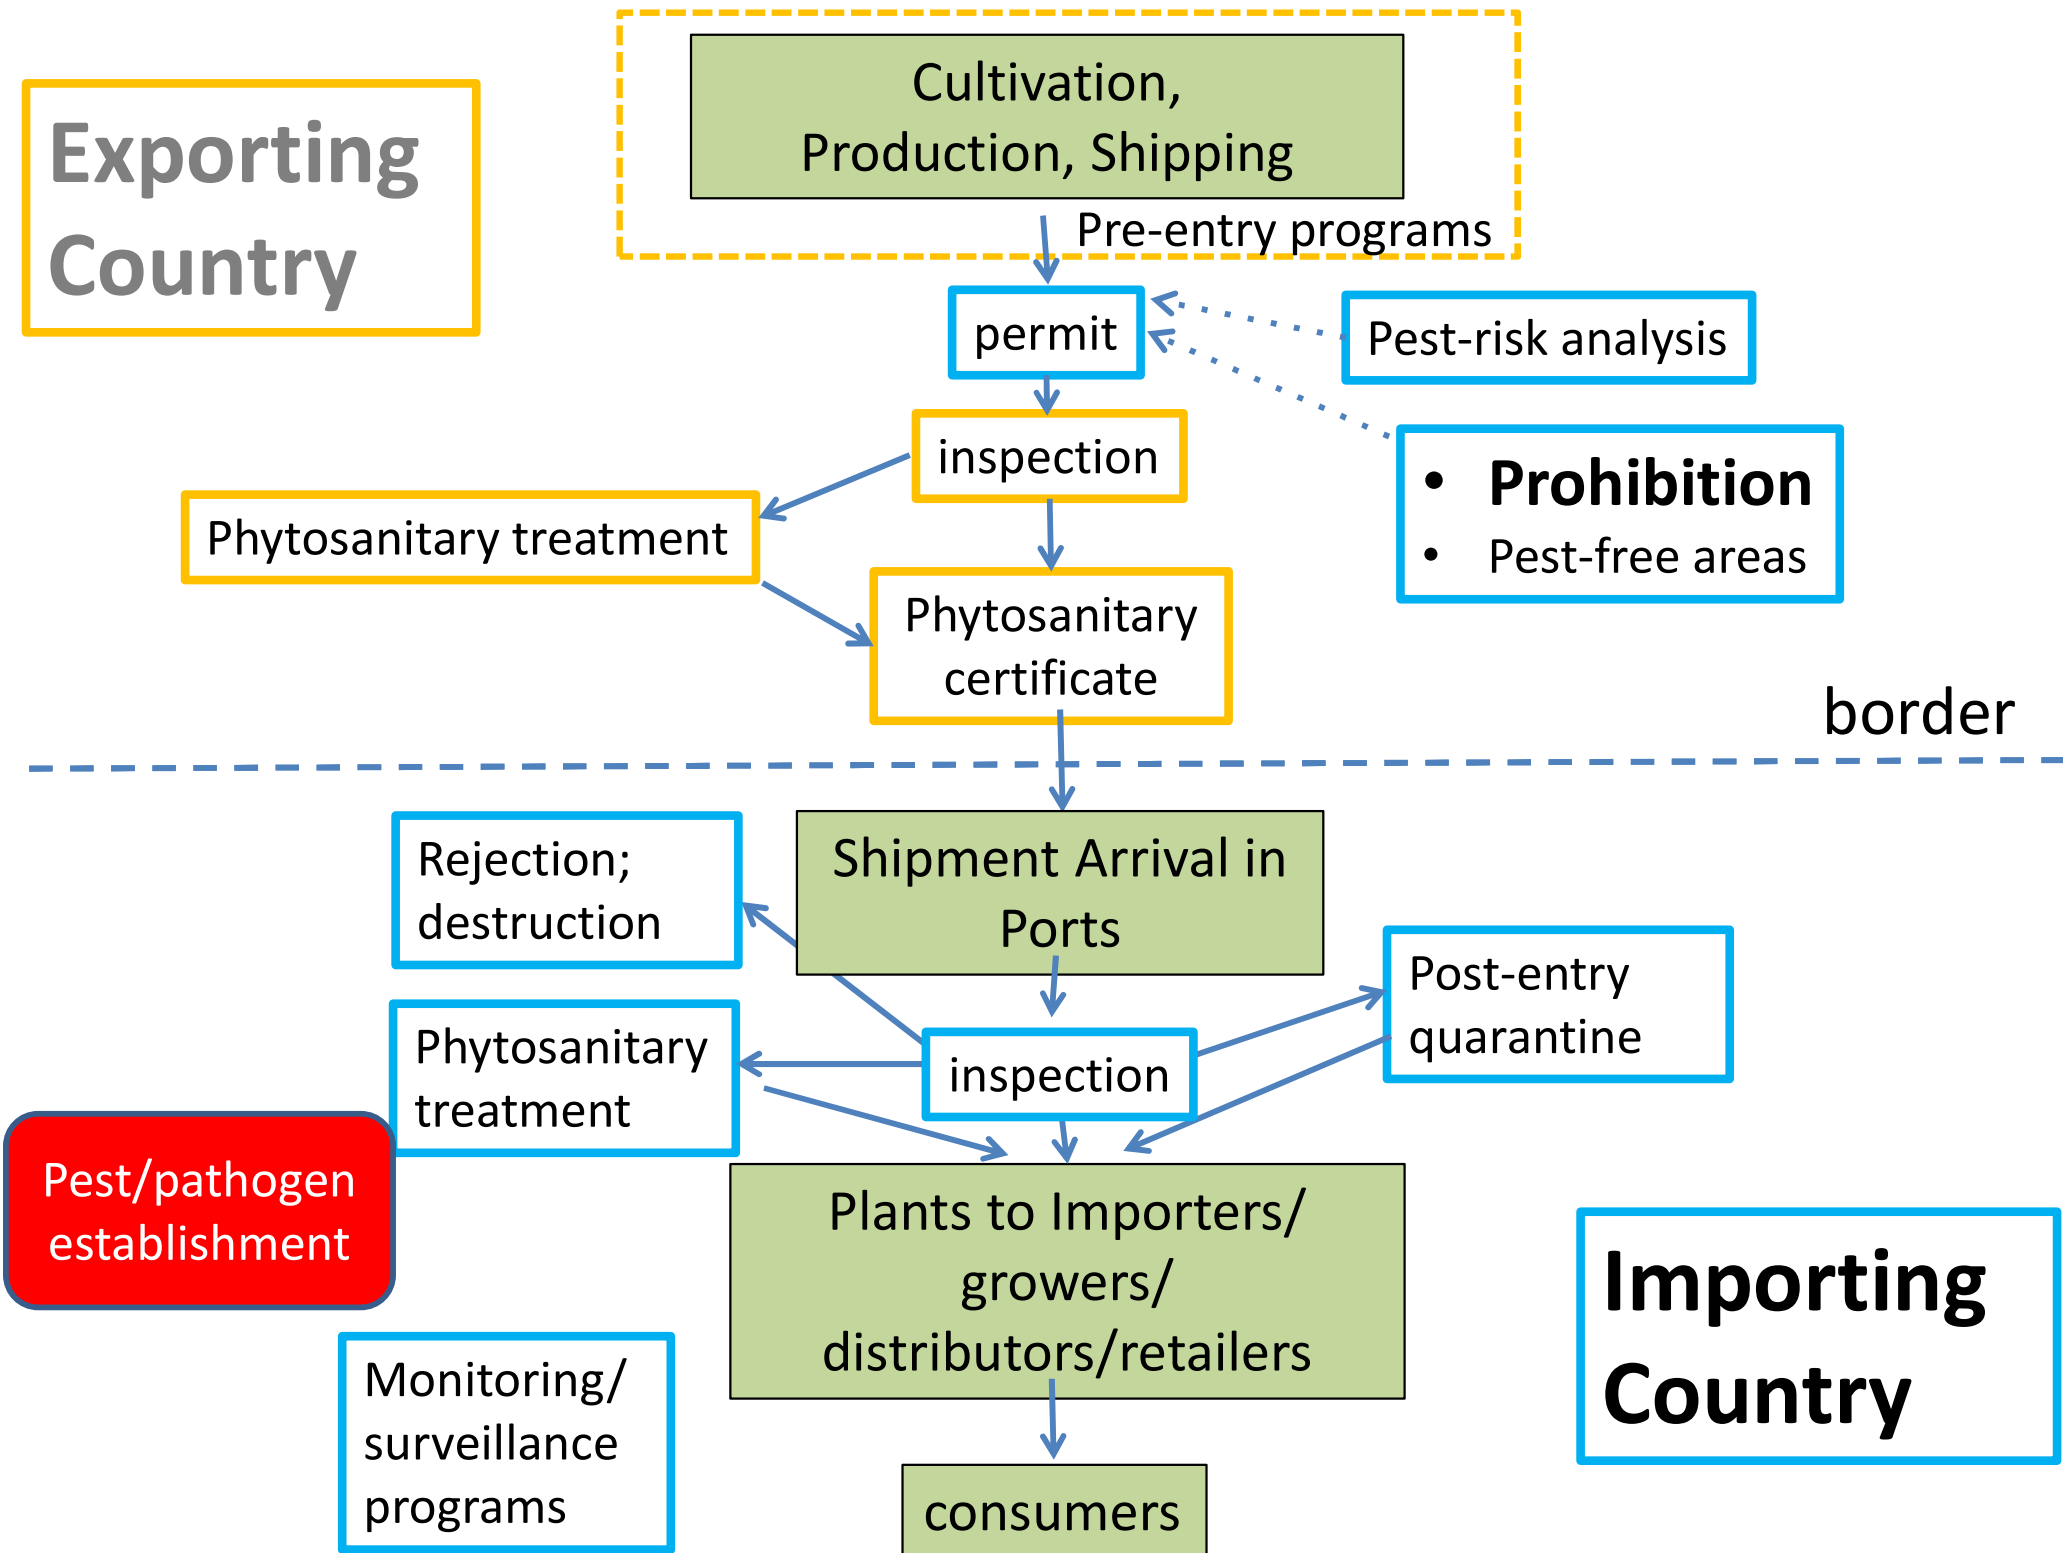 Exporting
Country
Cultivation,
Production, Shipping
Pre-entry programs
permit
Pest-risk analysis
inspection
• Prohibition
• Pest-free areas
Phytosanitary treatment
Phytosanitary
certificate
border
Rejection;
destruction
Shipment Arrival in
Ports
Post-entry
quarantine
Phytosanitary
treatment
inspection
Pest/pathogen
establishment
Plants to Importers/
growers/
distributors/retailers
Importing
Country
Monitoring/
surveillance
programs
consumers